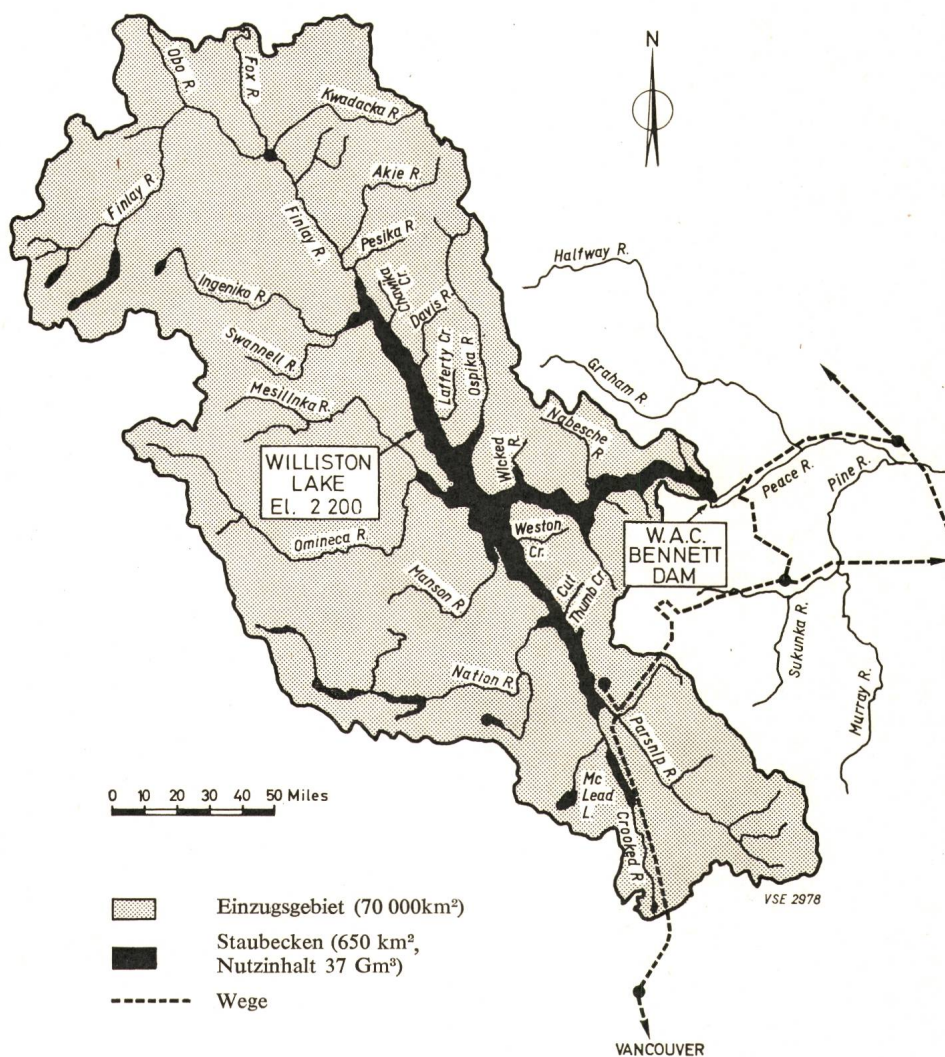 N
Obo R.
Fox R.
Kwadacka R.
Finlay R.
Akie R.
Finlay R.
Pesika R.
Chowika Cr.
Davis R.
Ingenika R.
Swannell R.
Lafferty Cr.
Ospika R.
Mesilinka R.
Halfway R.
Graham R.
Nabesche R.
Wicked R.
WILLISTON
LAKE
El. 2 200
Peace R.
Pine R.
W.A.C.
BENNETT
DAM
Weston
Cr.
Omineca R.
Manson R.
Cut
Thumb Cr.
Sukunka R.
Murray R.
Nation R.
Parsnip R.
Mc
Lead
L.
Crooked R.
0 10 20 30 40 50 Miles
VSE 2978
Einzugsgebiet (70 000km²)
Staubecken (650 km²,
Nutzinhalt 37 Gm³)
Wege
VANCOUVER